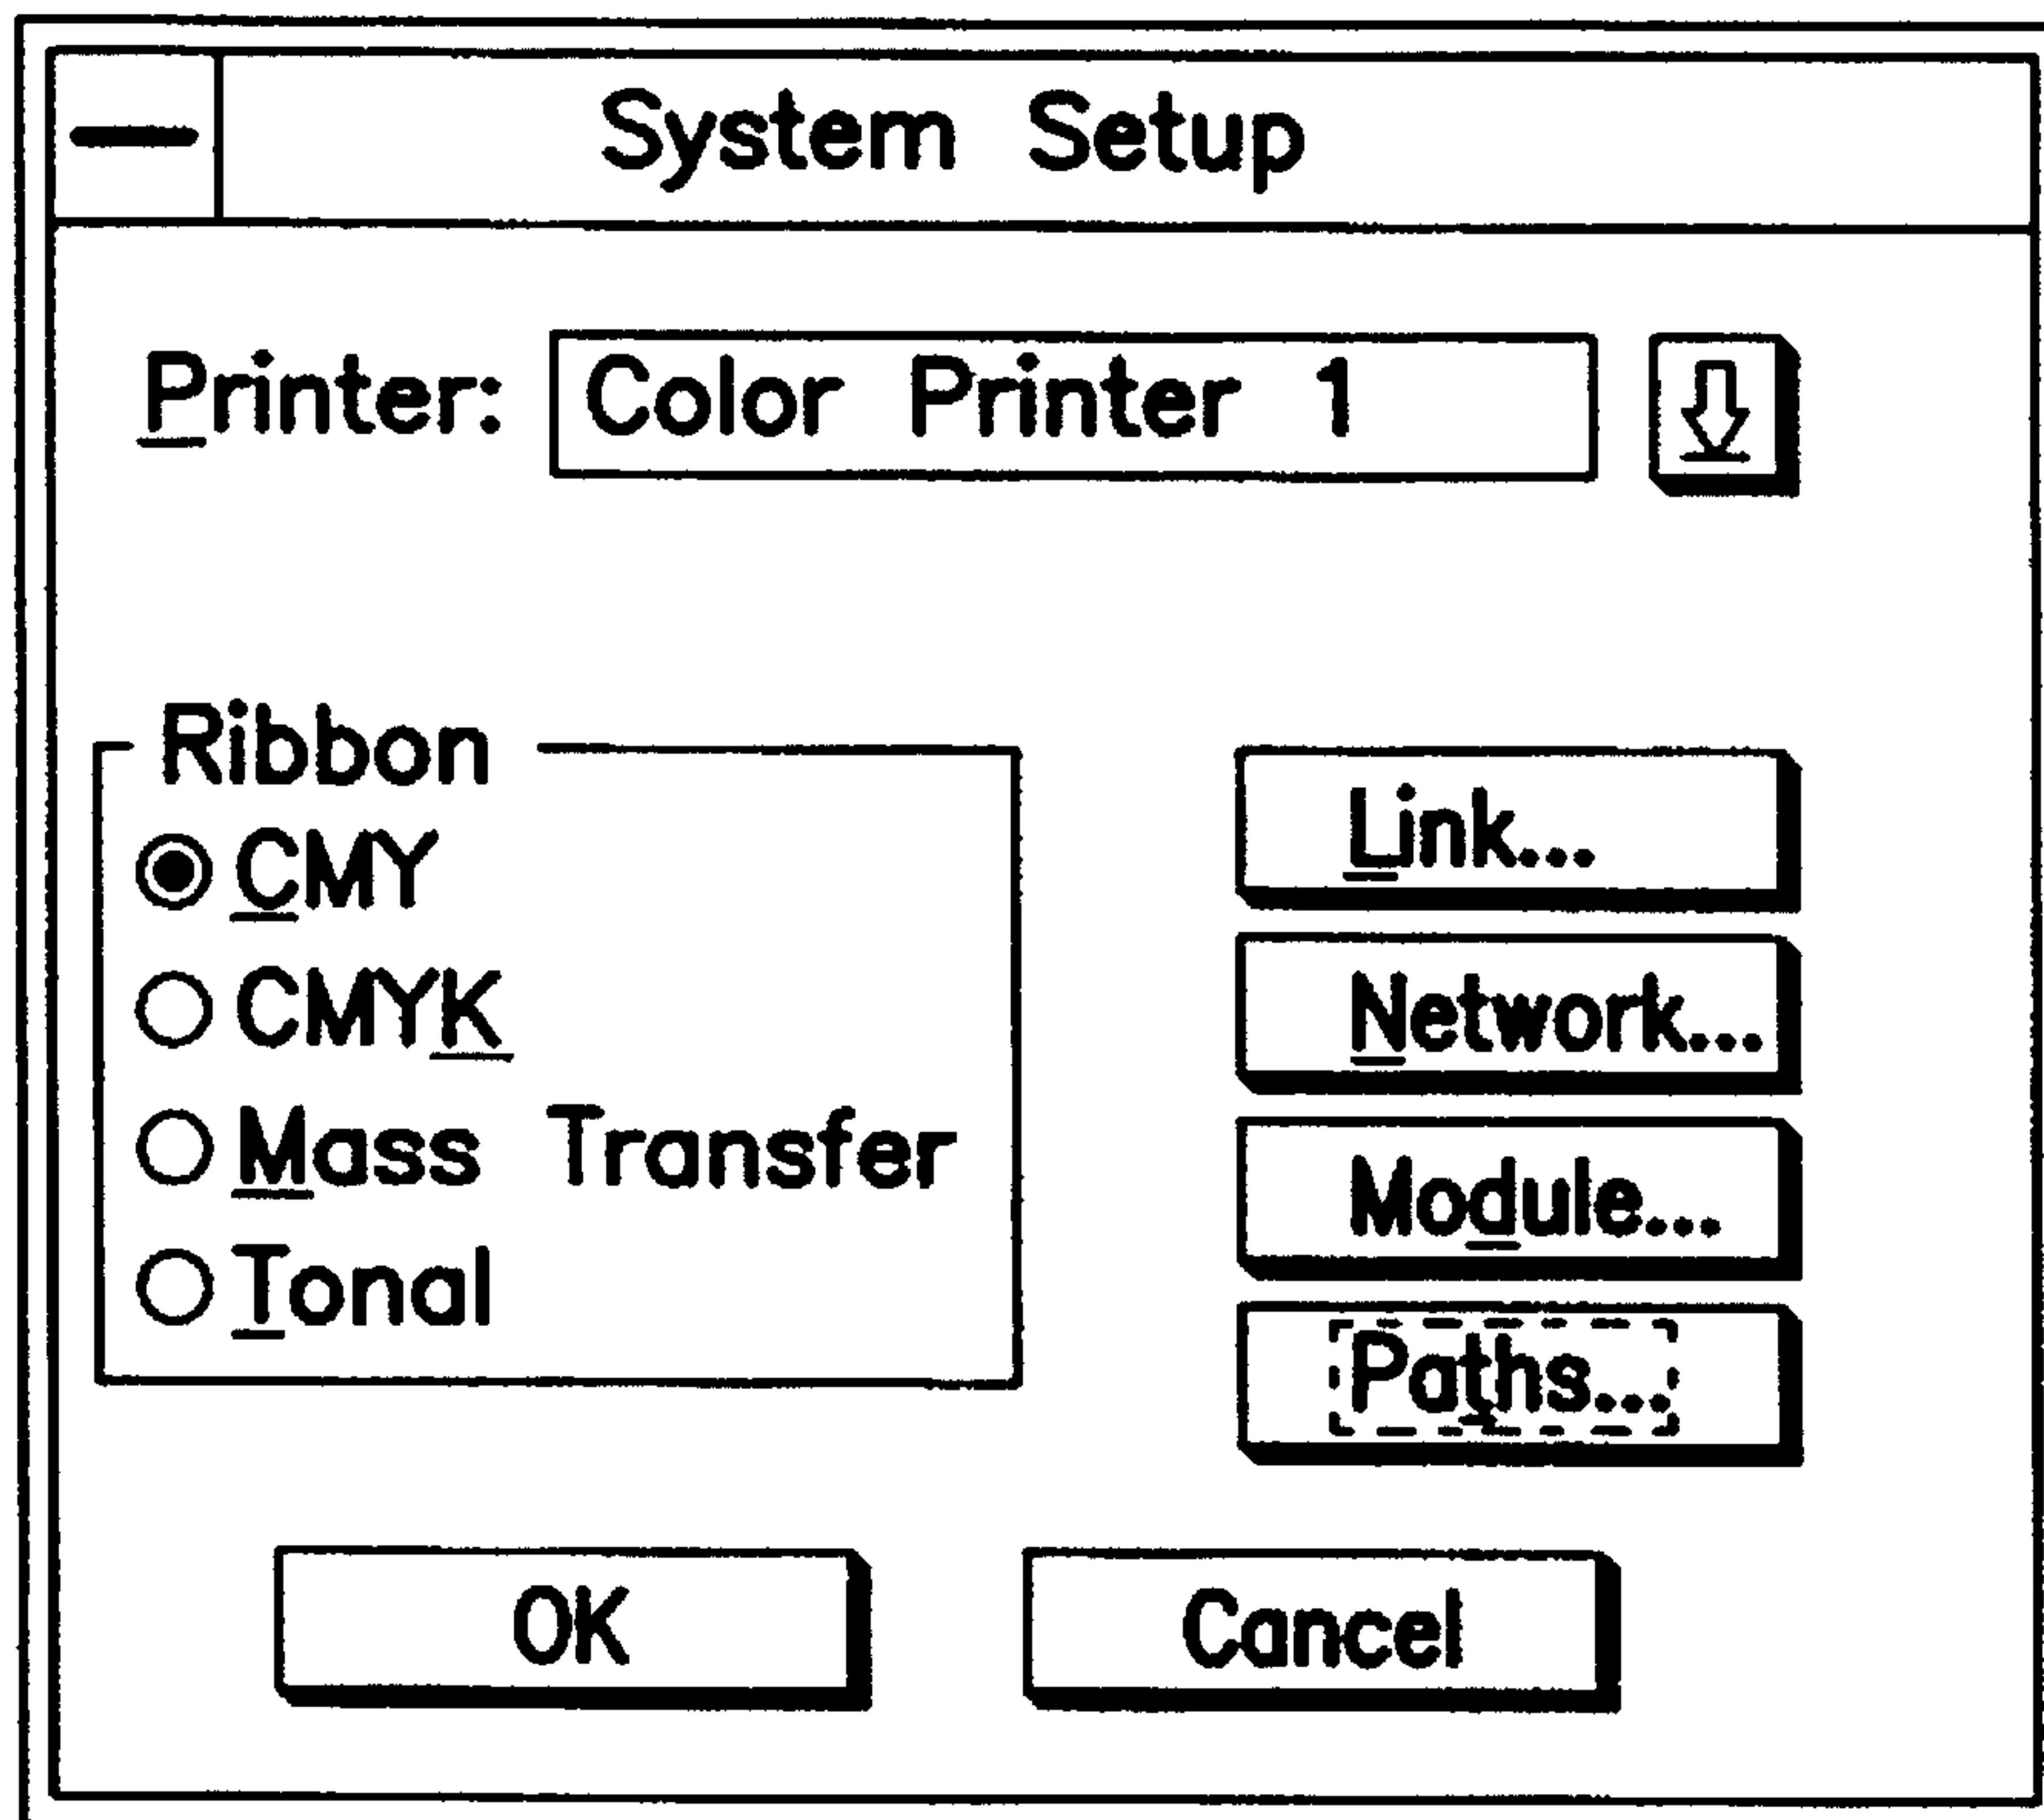 System Setup
Printer: Color Printer 1
Ribbon
CMY
CMYK
Mass Transfer
Tonal
Link...
Network...
Module...
Paths...
OK Cancel